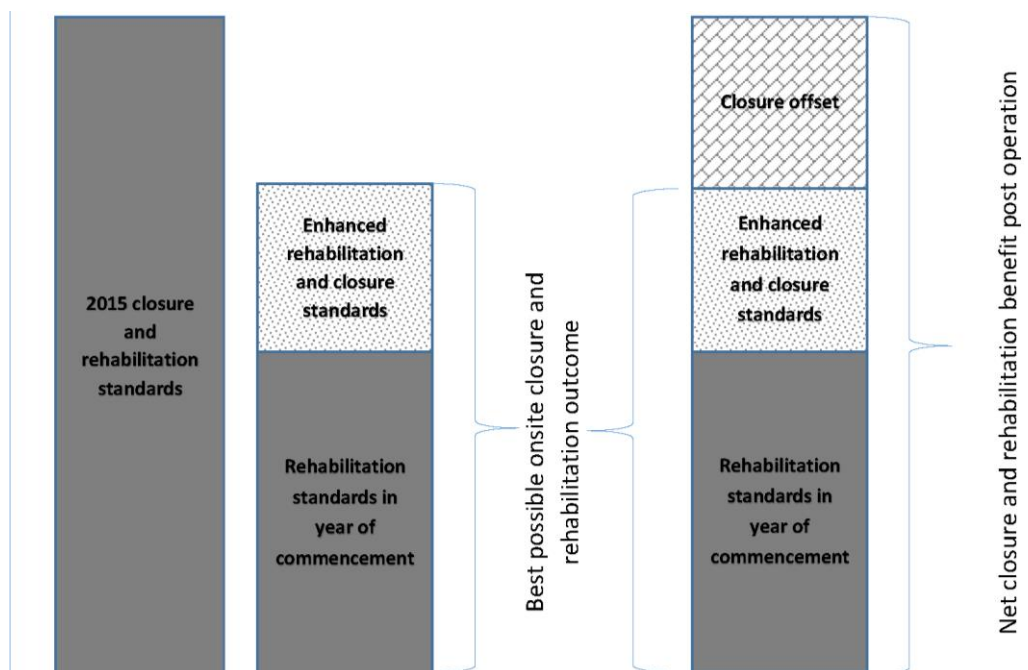 2015 closure
and
rehabilitation
standards
Enhanced
rehabilitation
and closure
standards
Rehabilitation
standards in
year of
commencement
Best possible onsite closure and
rehabilitation outcome
Closure offset
Enhanced
rehabilitation
and closure
standards
Rehabilitation
standards in
year of
commencement
Net closure and rehabilitation benefit post operation